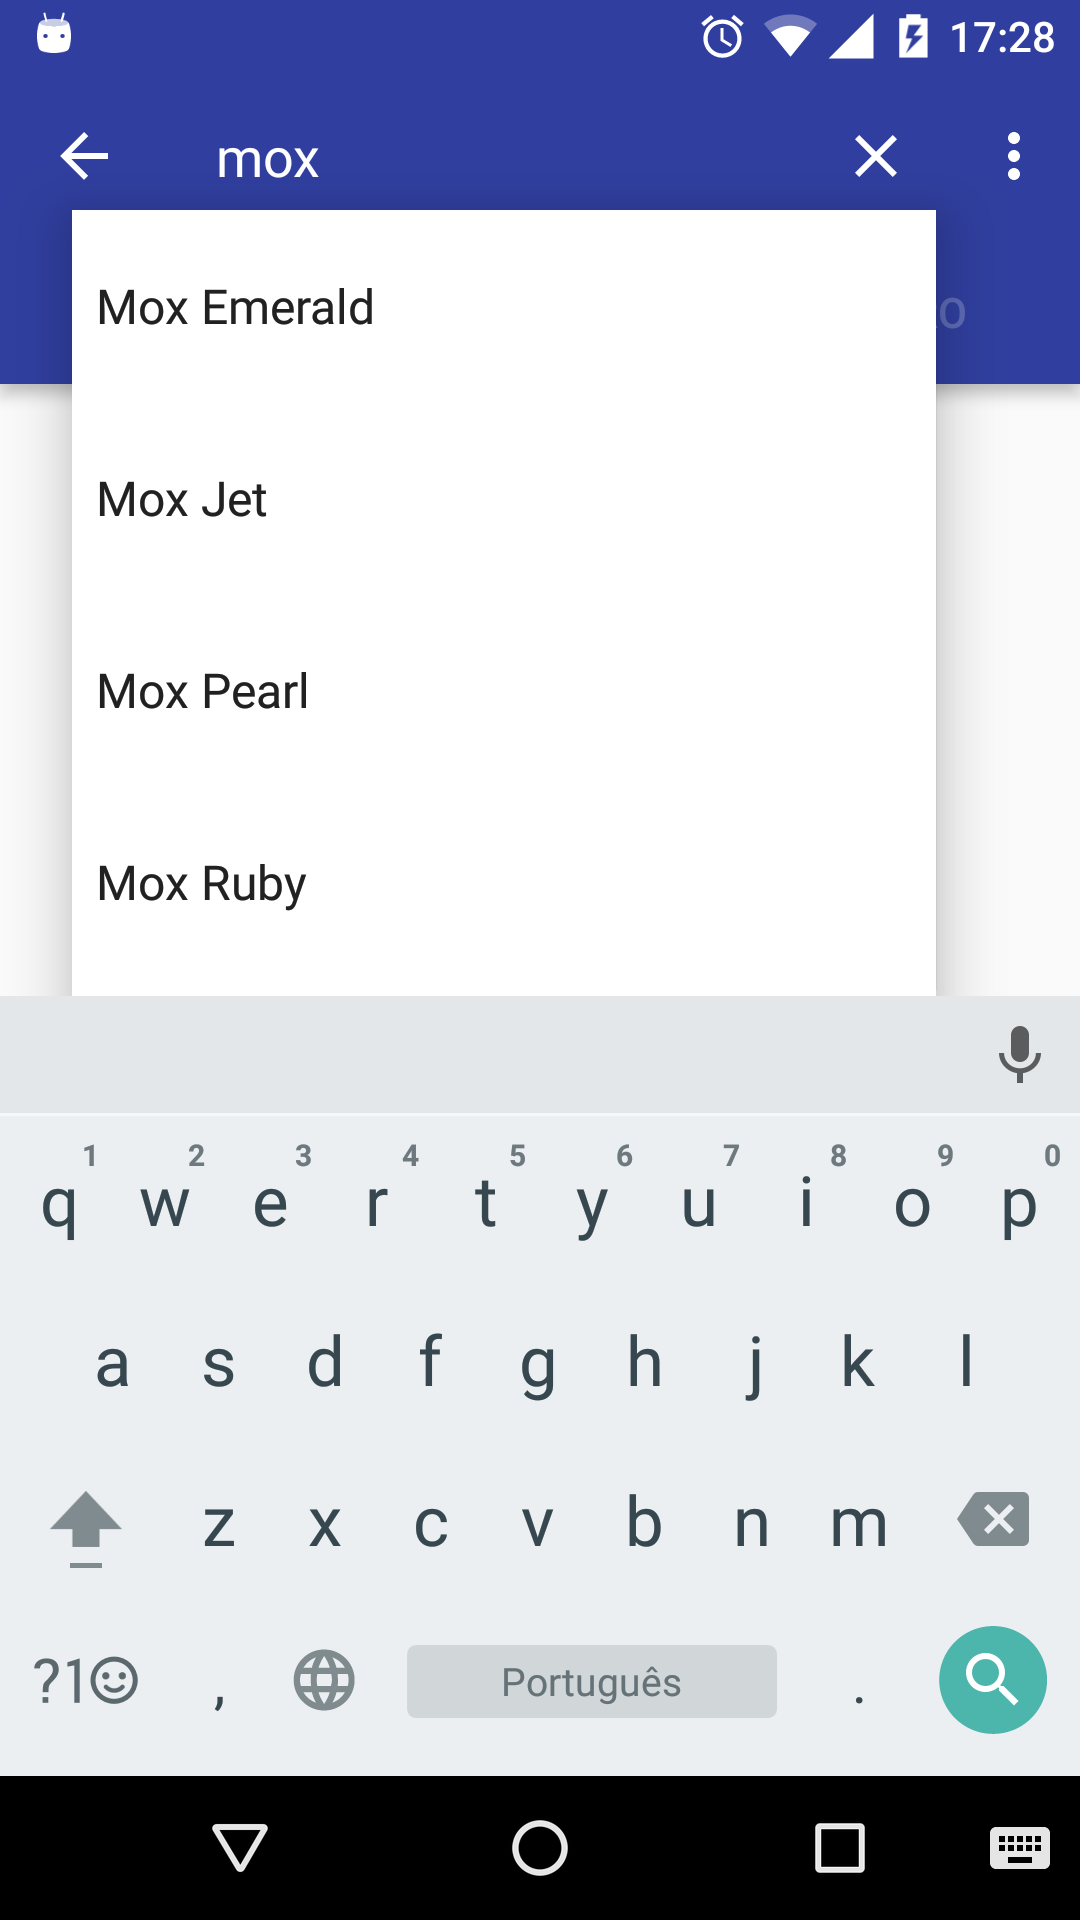 17:28
mox
Mox Emerald
o
Mox Jet
Mox Pearl
Mox Ruby
1 2 3 4 5 6 7 8 9 0
q w e r t y u i o p
a s d f g h j k l
z x c v b n m
?1☺ , Português .